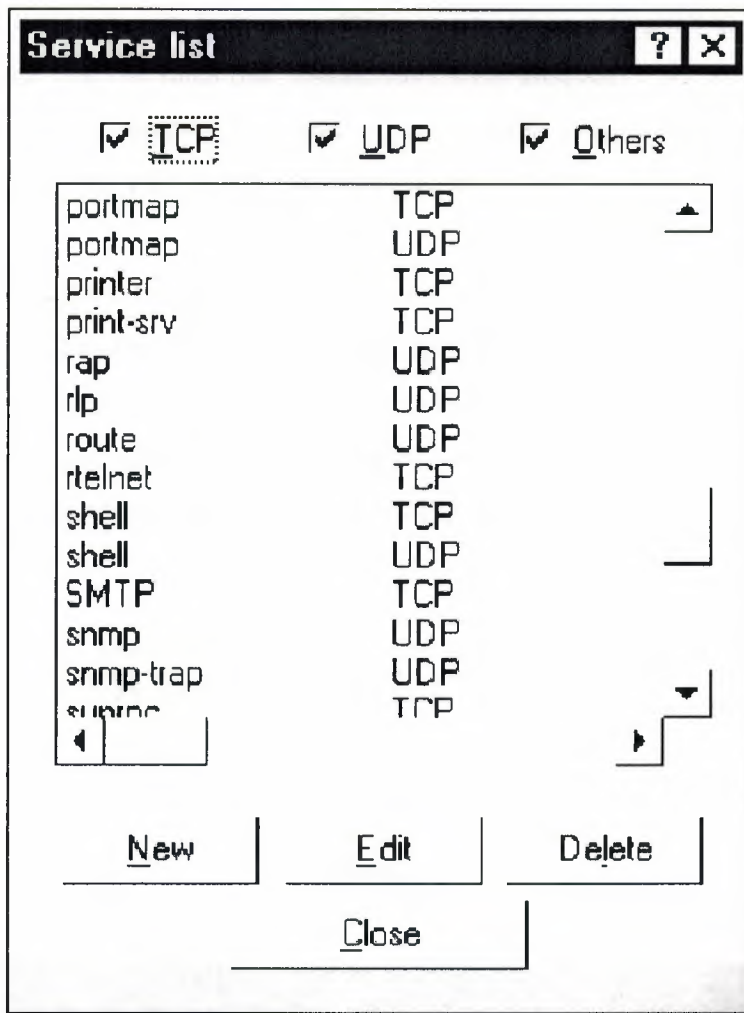 Service list ? X
TCP UDP Others
portmap TCP
portmap UDP
printer TCP
print-srv TCP
rap UDP
rlp UDP
route UDP
rtelnet TCP
shell TCP
shell UDP
SMTP TCP
snmp UDP
snmp-trap UDP
TCP
New Edit Delete
Close